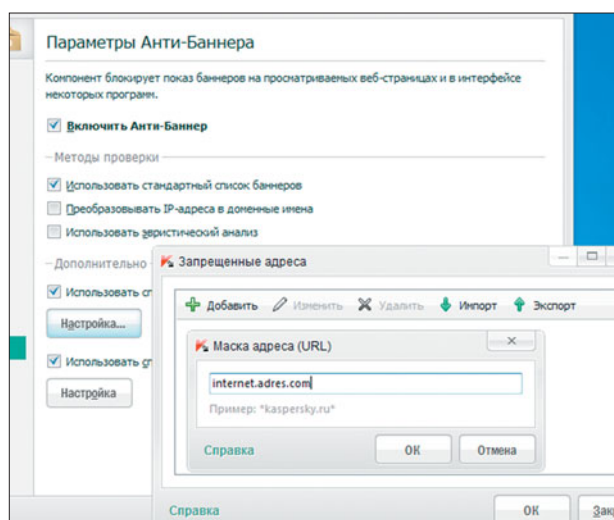 Параметры Анти-Баннера
Компонент блокирует показ баннеров на просматриваемых веб-страницах и в интерфейсе
некоторых программ.
Включить Анти-Баннер
Методы проверки
Использовать стандартный список баннеров
Преобразовывать IP-адреса в доменные имена
Использовать эвристический анализ
Дополнительно
Использовать
Настройка...
Использовать
Настройка
Запрещенные адреса
Добавить Изменить Удалить Импорт Экспорт
Маска адреса (URL)
internet.adres.com
Пример: *kaspersky.ru*
Справка ОК Отмена
Справка ОК